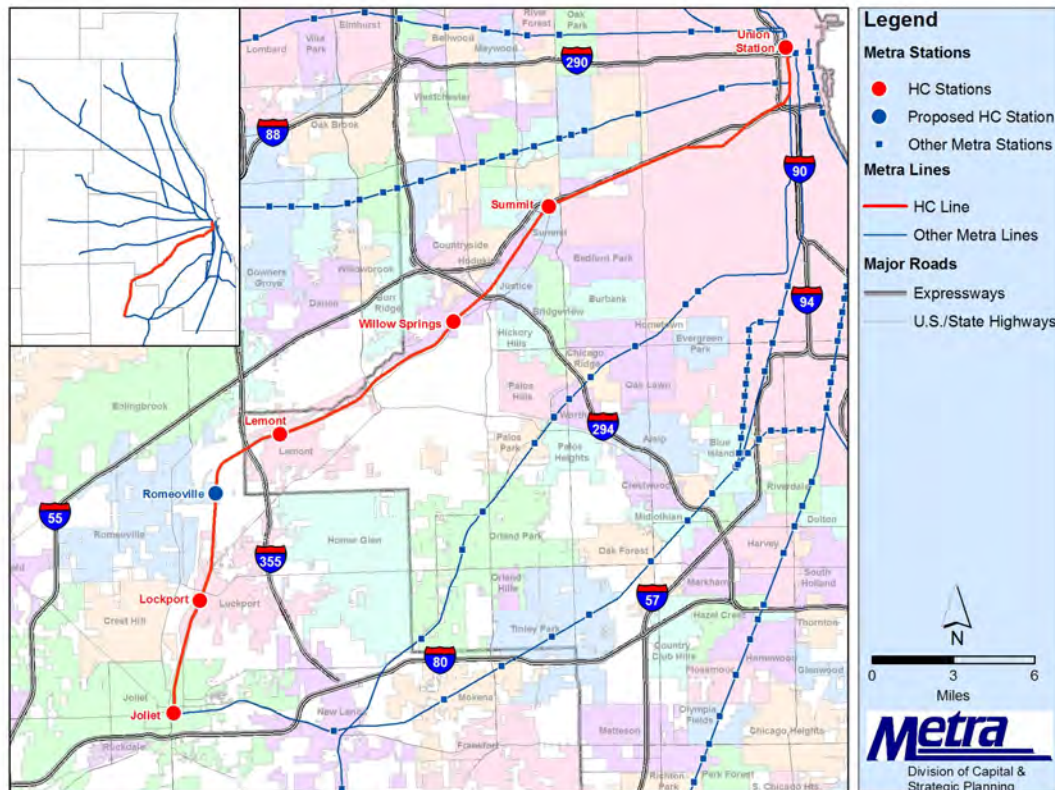 Elmhurst
River
Forest
Oak
Park
Villa
Park
Bellwood
Maywood
Lombard
Union
Station
290
Westchester
88
Oak Brook
90
Summit
Summit
Countryside
Hodgkins
Bedford Park
Downers
Grove
Willowbrook
Justice
Darien
Burr
Ridge
Burbank
94
Bridgeview
Willow Springs
Hometown
Hickory
Hills
Evergreen
Park
Chicago
Ridge
Palos
Hills
Oak Lawn
Bolingbrook
Worth
294
Lemont
Lemont
Palos
Park
Palos
Heights
Alsip
Blue
Island
Crestwood
Riverdale
Romeoville
55
Midlothian
Dolton
Romeoville
Homer Glen
Orland Park
Oak Forest
Harvey
355
Orland
Hills
Markham
South
Holland
57
Lockport
Lockport
Hazel Crest
Crest Hill
Tinley Park
Thornton
Country
Club Hills
Homewood
80
Flossmoor
Glenwood
Joliet
Mokena
Joliet
New Lenox
Olympia
Fields
Matteson
Chicago Heights
Rockdale
Frankfort
Richton
Park
Park Forest
S. Chicago Hts.
Legend
Metra Stations
HC Stations
Proposed HC Station
Other Metra Stations
Metra Lines
HC Line
Other Metra Lines
Major Roads
Expressways
U.S./State Highways
N
0 3 6
Miles
Metra
Division of Capital &
Strategic Planning